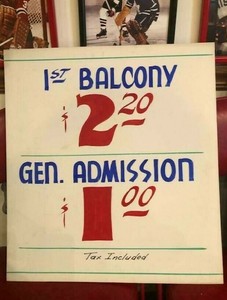 1ST BALCONY
$2.20
GEN. ADMISSION
$1.00
Tax Included